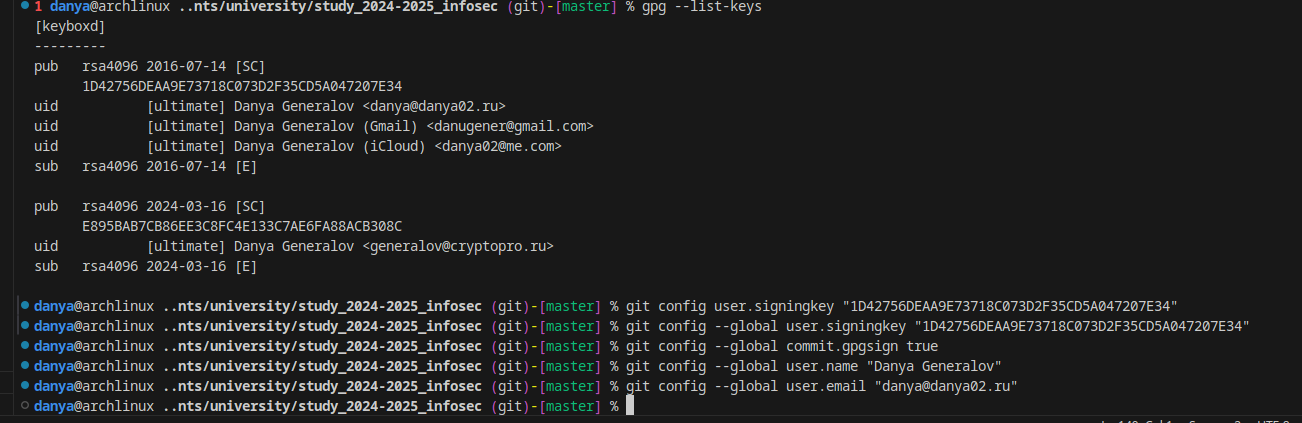 1 danya@archlinux ..nts/university/study_2024-2025_infosec (git)-[master] % gpg --list-keys
[keyboxd]
---------
pub   rsa4096 2016-07-14 [SC]
      1D42756DEAA9E73718C073D2F35CD5A047207E34
uid           [ultimate] Danya Generalov <danya@danya02.ru>
uid           [ultimate] Danya Generalov (Gmail) <danugener@gmail.com>
uid           [ultimate] Danya Generalov (iCloud) <danya02@me.com>
sub   rsa4096 2016-07-14 [E]

pub   rsa4096 2024-03-16 [SC]
      E895BAB7CB86EE3C8FC4E133C7AE6FA88ACB308C
uid           [ultimate] Danya Generalov <generalov@cryptopro.ru>
sub   rsa4096 2024-03-16 [E]

danya@archlinux ..nts/university/study_2024-2025_infosec (git)-[master] % git config user.signingkey "1D42756DEAA9E73718C073D2F35CD5A047207E34"
danya@archlinux ..nts/university/study_2024-2025_infosec (git)-[master] % git config --global user.signingkey "1D42756DEAA9E73718C073D2F35CD5A047207E34"
danya@archlinux ..nts/university/study_2024-2025_infosec (git)-[master] % git config --global commit.gpgsign true
danya@archlinux ..nts/university/study_2024-2025_infosec (git)-[master] % git config --global user.name "Danya Generalov"
danya@archlinux ..nts/university/study_2024-2025_infosec (git)-[master] % git config --global user.email "danya@danya02.ru"
danya@archlinux ..nts/university/study_2024-2025_infosec (git)-[master] %